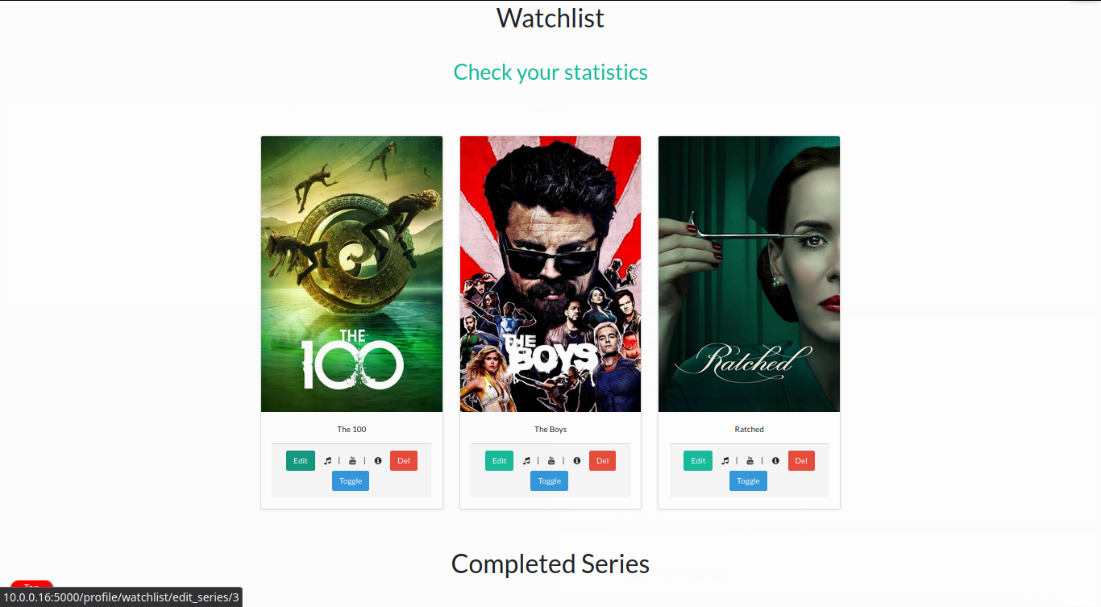 Watchlist
Check your statistics
THE
100
THE
BOYS
Ratched
The 100
The Boys
Ratched
Edit | | Del
Toggle
Edit | | Del
Toggle
Edit | | Del
Toggle
Completed Series
10.0.0.16:5000/profile/watchlist/edit_series/3